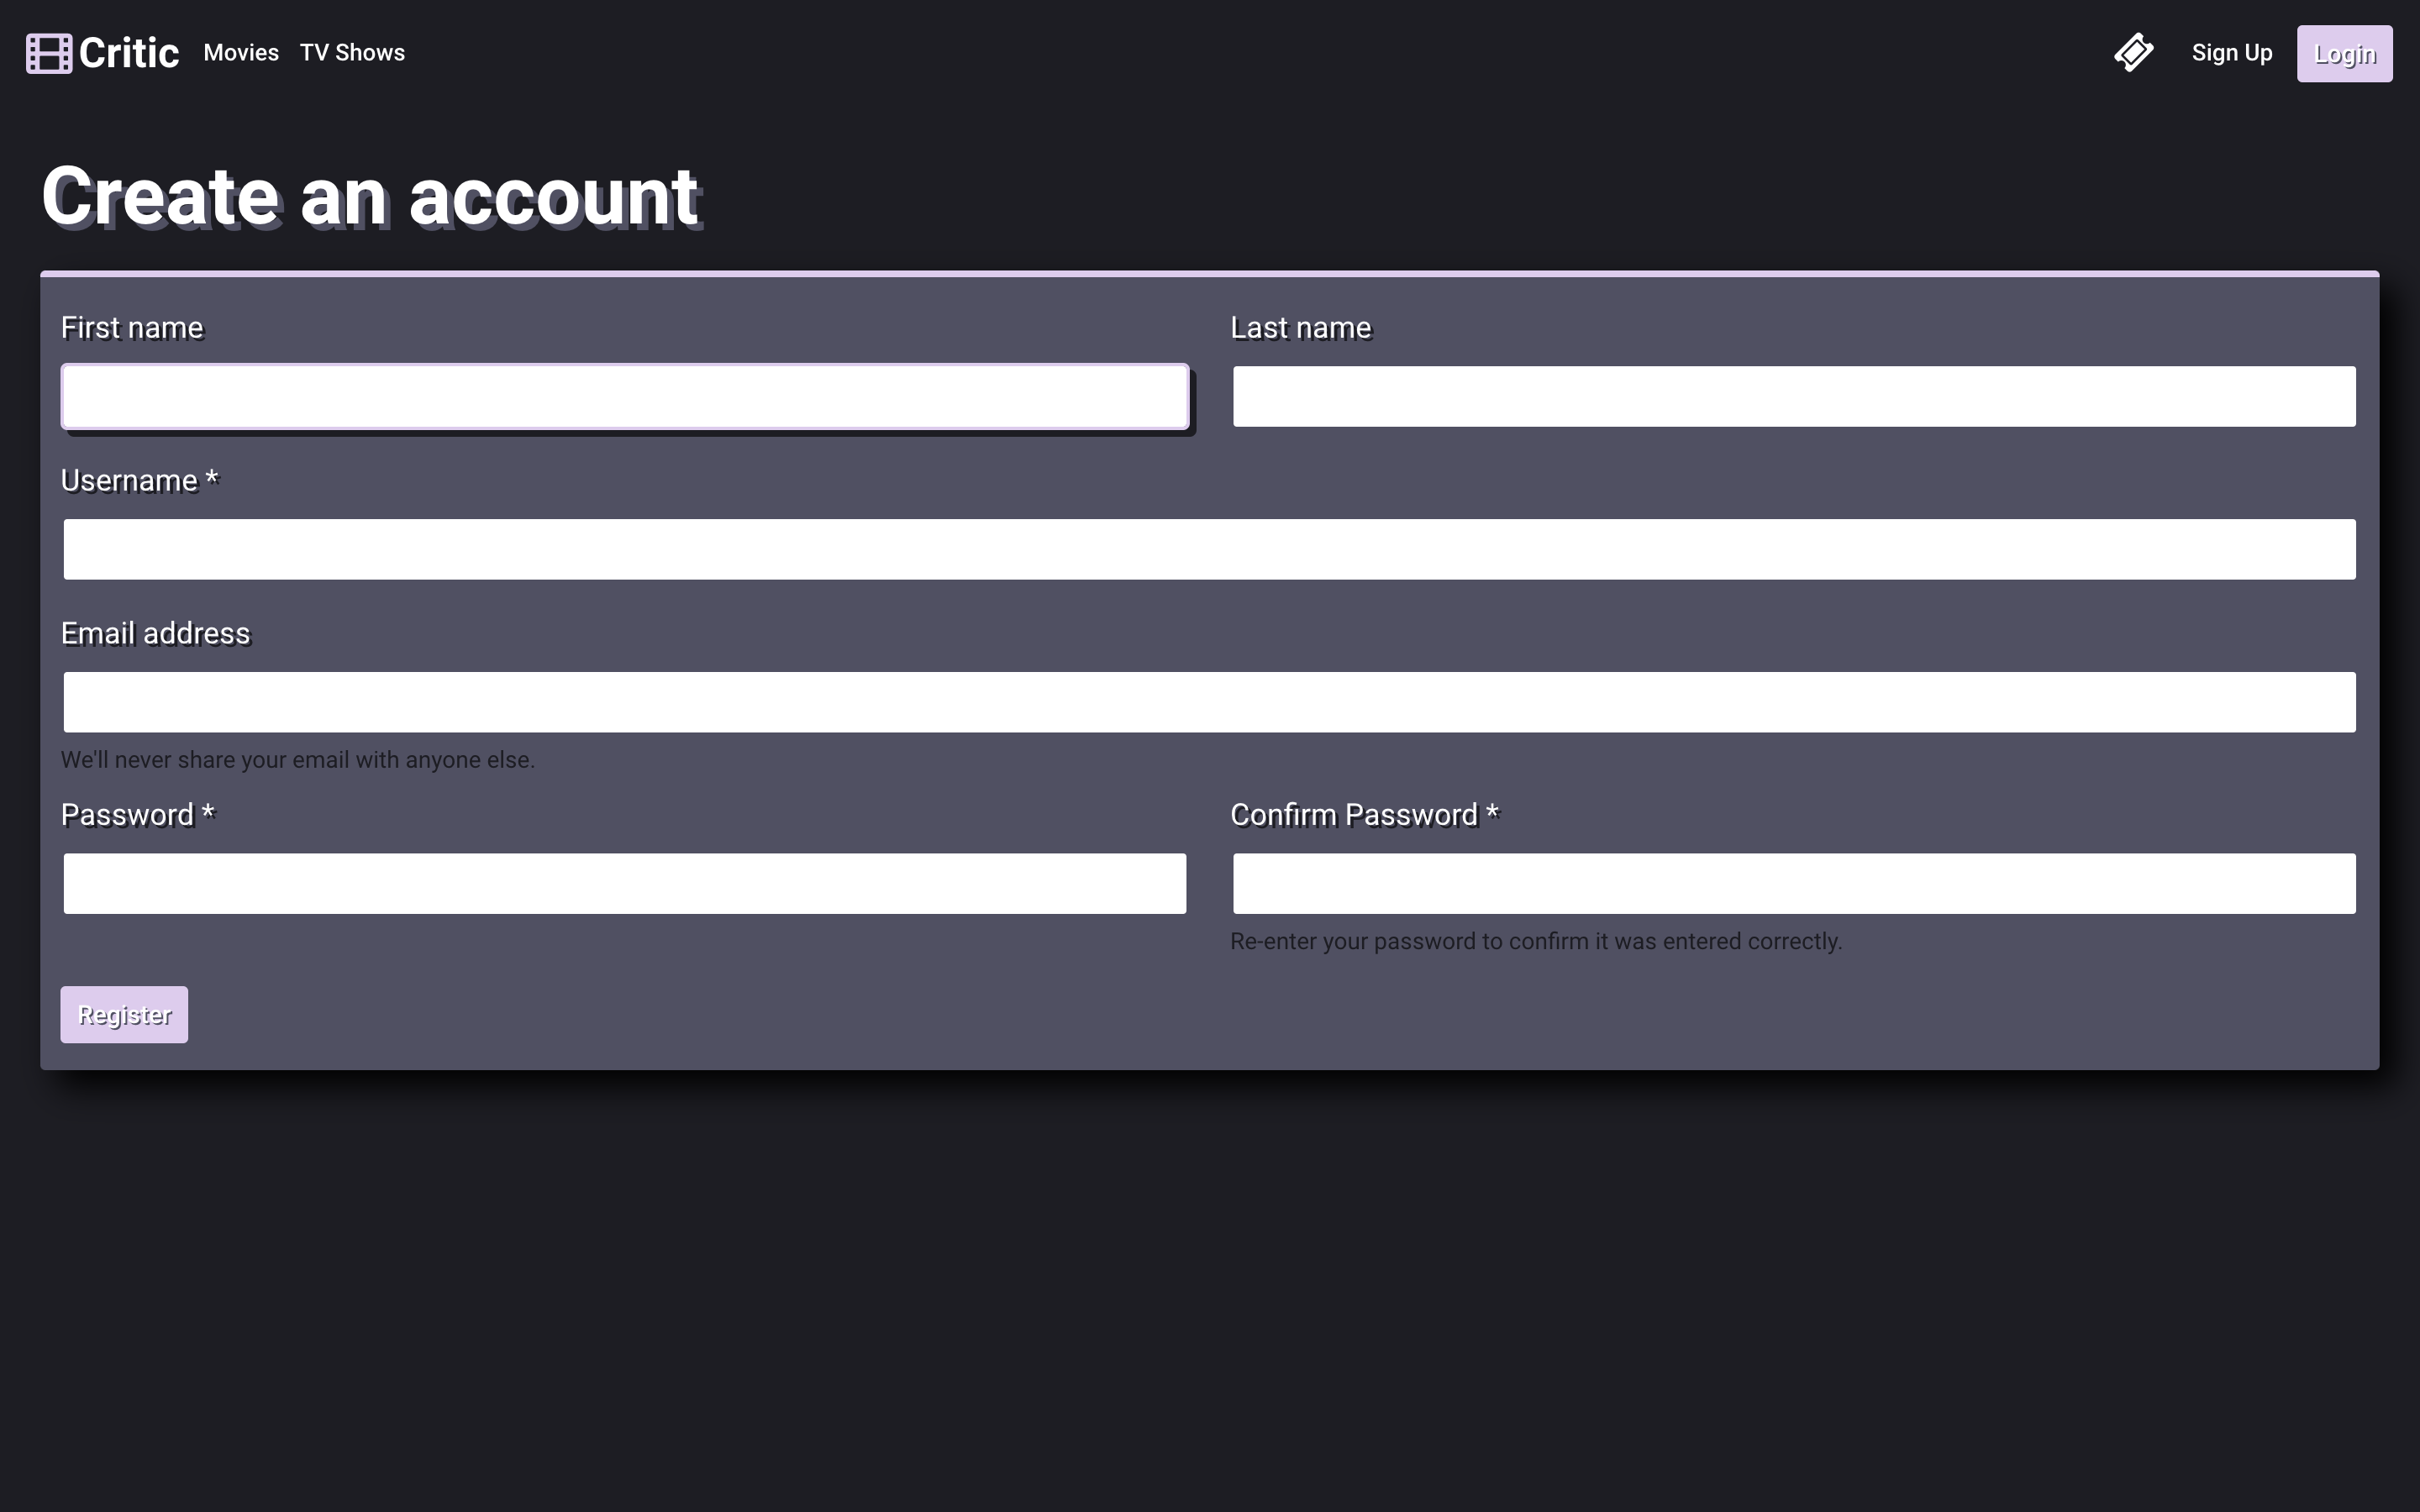 Critic Movies TV Shows Sign Up Login
Create an account
First name Last name
Username *
Email address
We'll never share your email with anyone else.
Password * Confirm Password *
Re-enter your password to confirm it was entered correctly.
Register